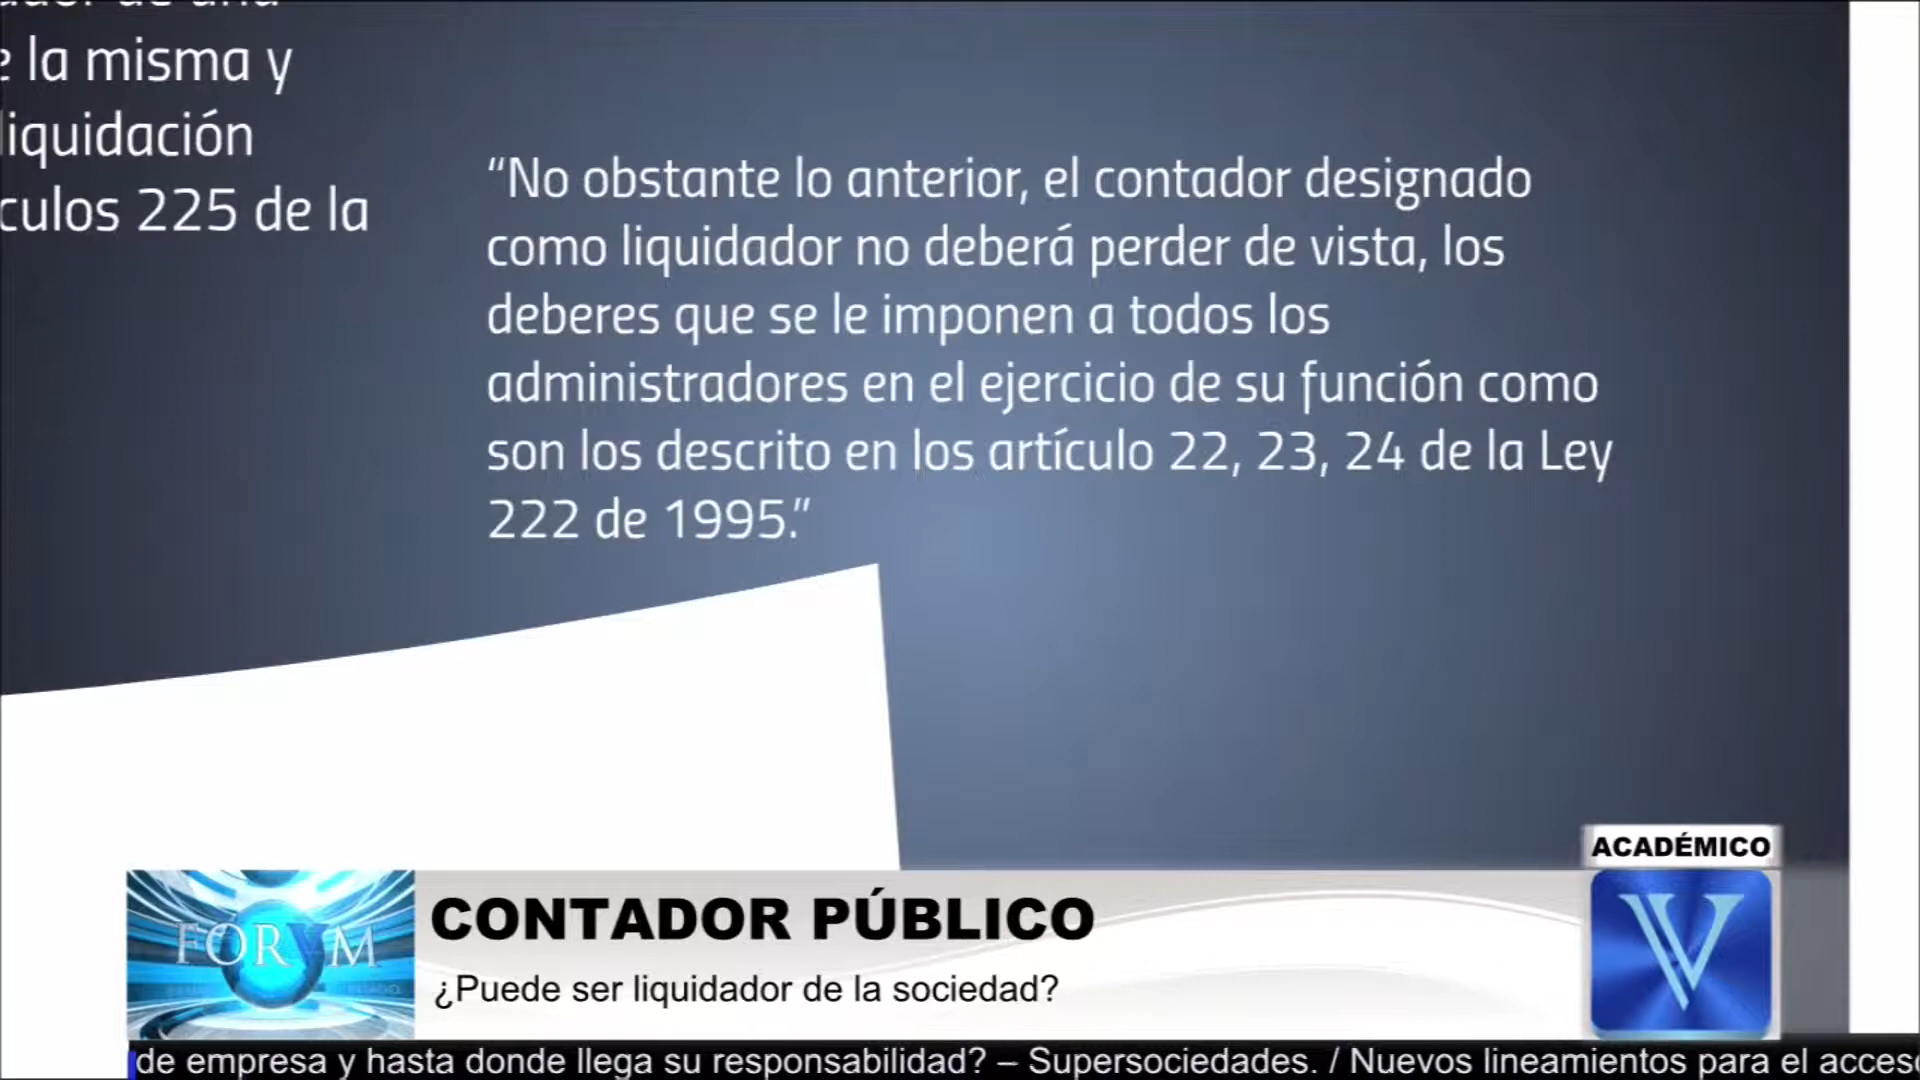 la misma y
liquidación
225 de la
“No obstante lo anterior, el contador designado
como liquidador no deberá perder de vista, los
deberes que se le imponen a todos los
administradores en el ejercicio de su función como
son los descrito en los artículo 22, 23, 24 de la Ley
222 de 1995.”
ACADÉMICO
FORVM
CONTADOR PÚBLICO
¿Puede ser liquidador de la sociedad?
de empresa y hasta donde llega su responsabilidad? – Supersociedades. / Nuevos lineamientos para el acces